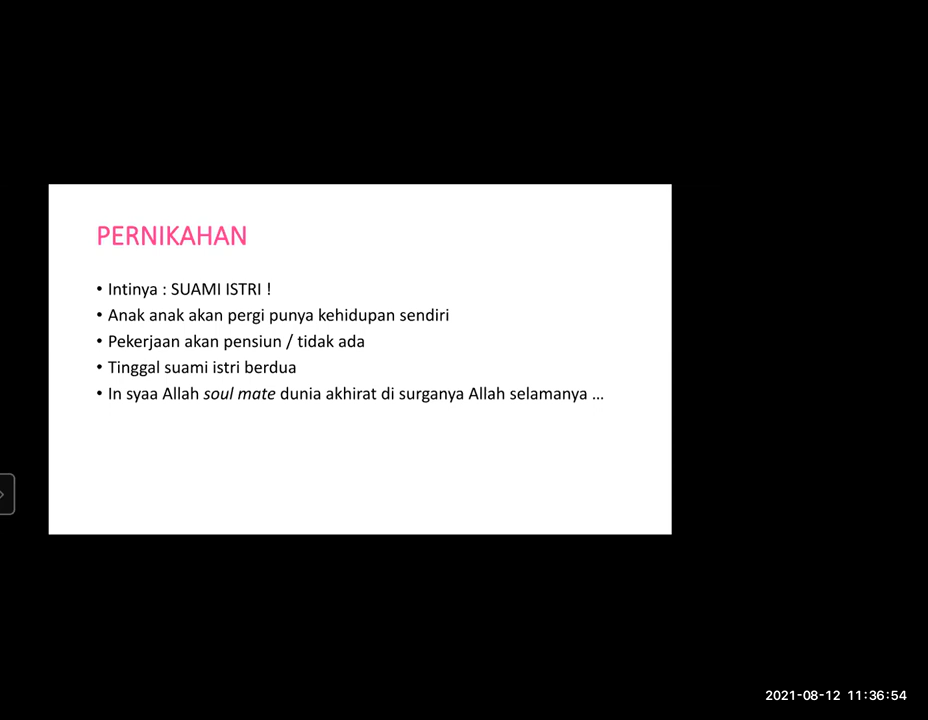 PERNIKAHAN
• Intinya : SUAMI ISTRI !
• Anak anak akan pergi punya kehidupan sendiri
• Pekerjaan akan pensiun / tidak ada
• Tinggal suami istri berdua
• In syaa Allah soul mate dunia akhirat di surganya Allah selamanya ...
2021-08-12 11:36:54